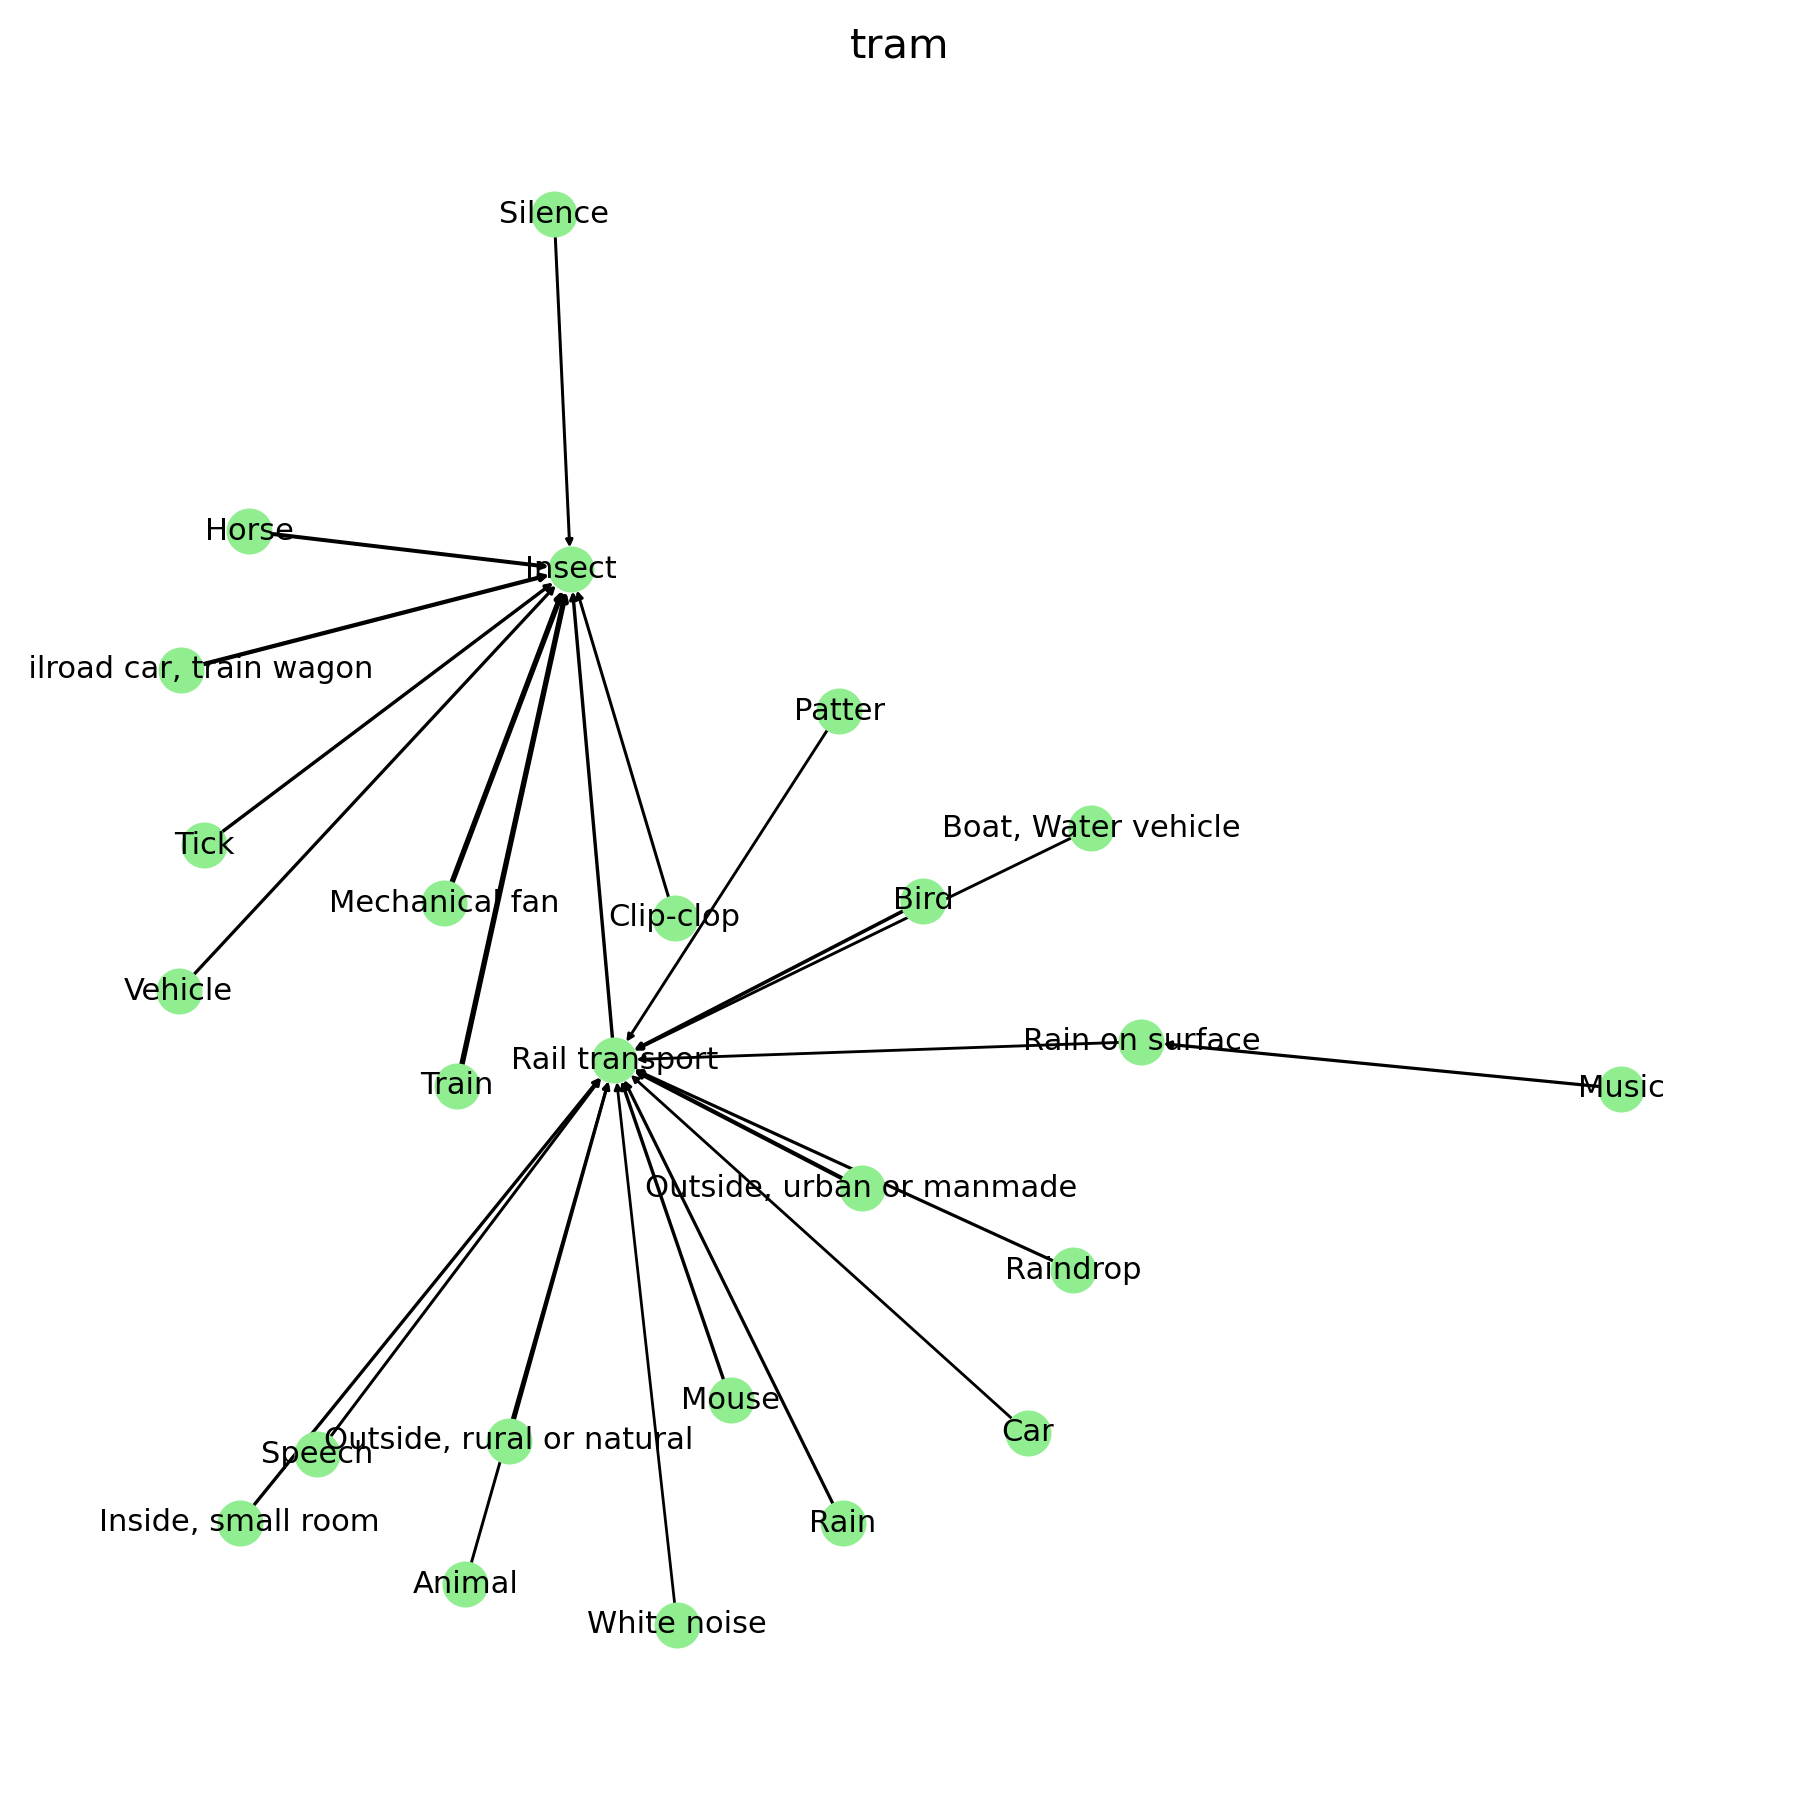 tram
Silence
Horse
Insect
ilroad car, train wagon
Patter
Boat, Water vehicle
Tick
Bird
Mechanical fan
Clip-clop
Vehicle
Rain on surface
Rail transport
Train
Music
Outside, urban or manmade
Raindrop
Mouse
Car
Outside, rural or natural
Speech
Inside, small room
Rain
Animal
White noise